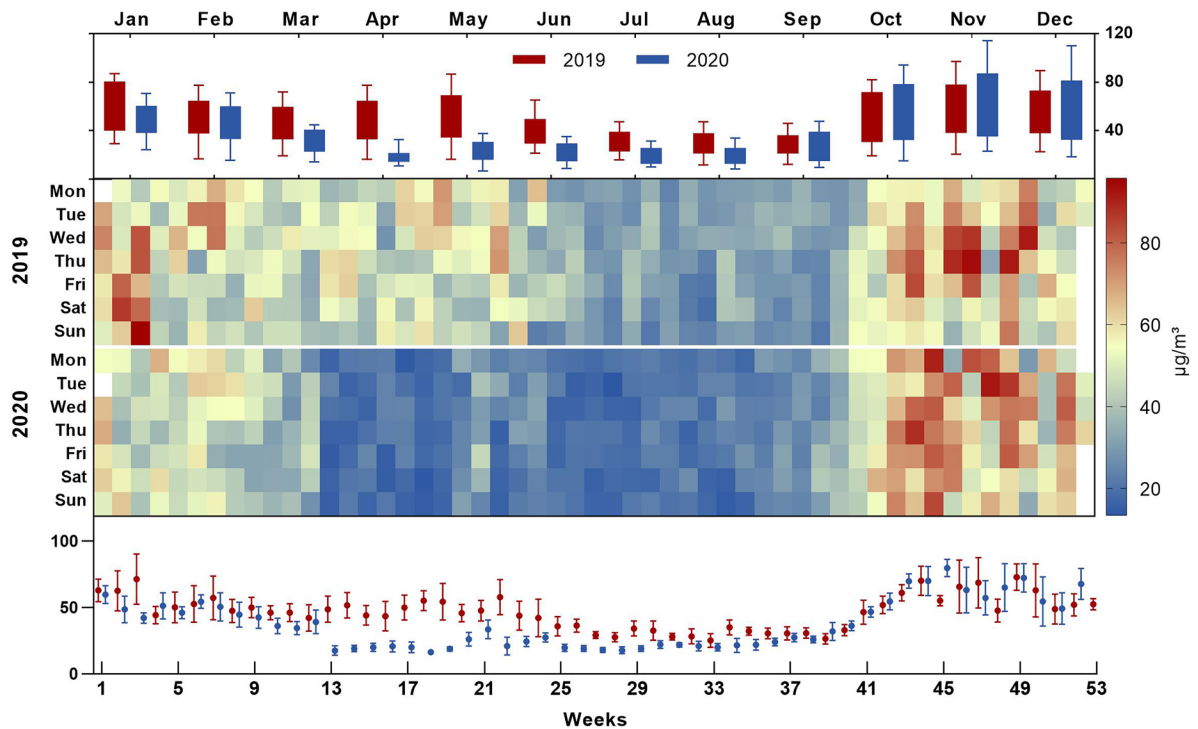 Jan Feb Mar Apr May Jun Jul Aug Sep Oct Nov Dec
120
2019 2020
80
40
Mon
Tue
Wed
Thu
Fri
Sat
Sun
2019
Mon
Tue
Wed
Thu
Fri
Sat
Sun
2020
80
60
40
20
µg/m³
100
50
0
1 5 9 13 17 21 25 29 33 37 41 45 49 53
Weeks